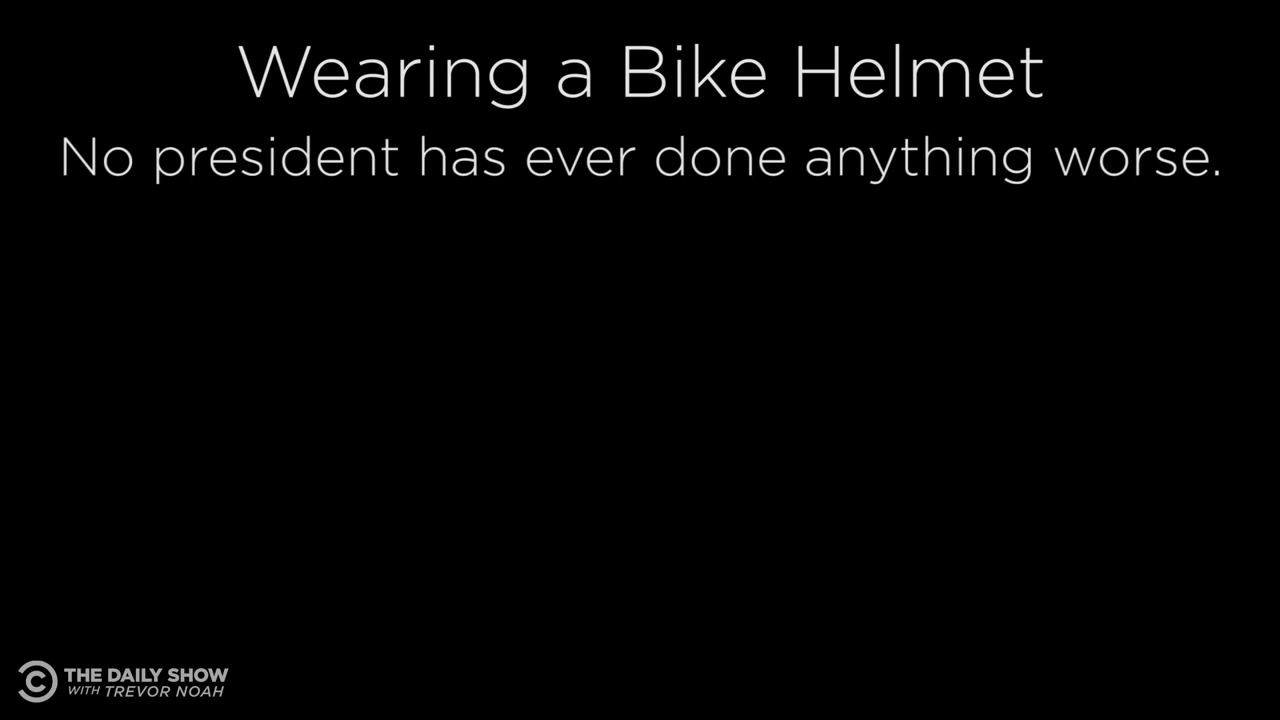 Wearing a Bike Helmet
No president has ever done anything worse.
THE DAILY SHOW
WITH TREVOR NOAH